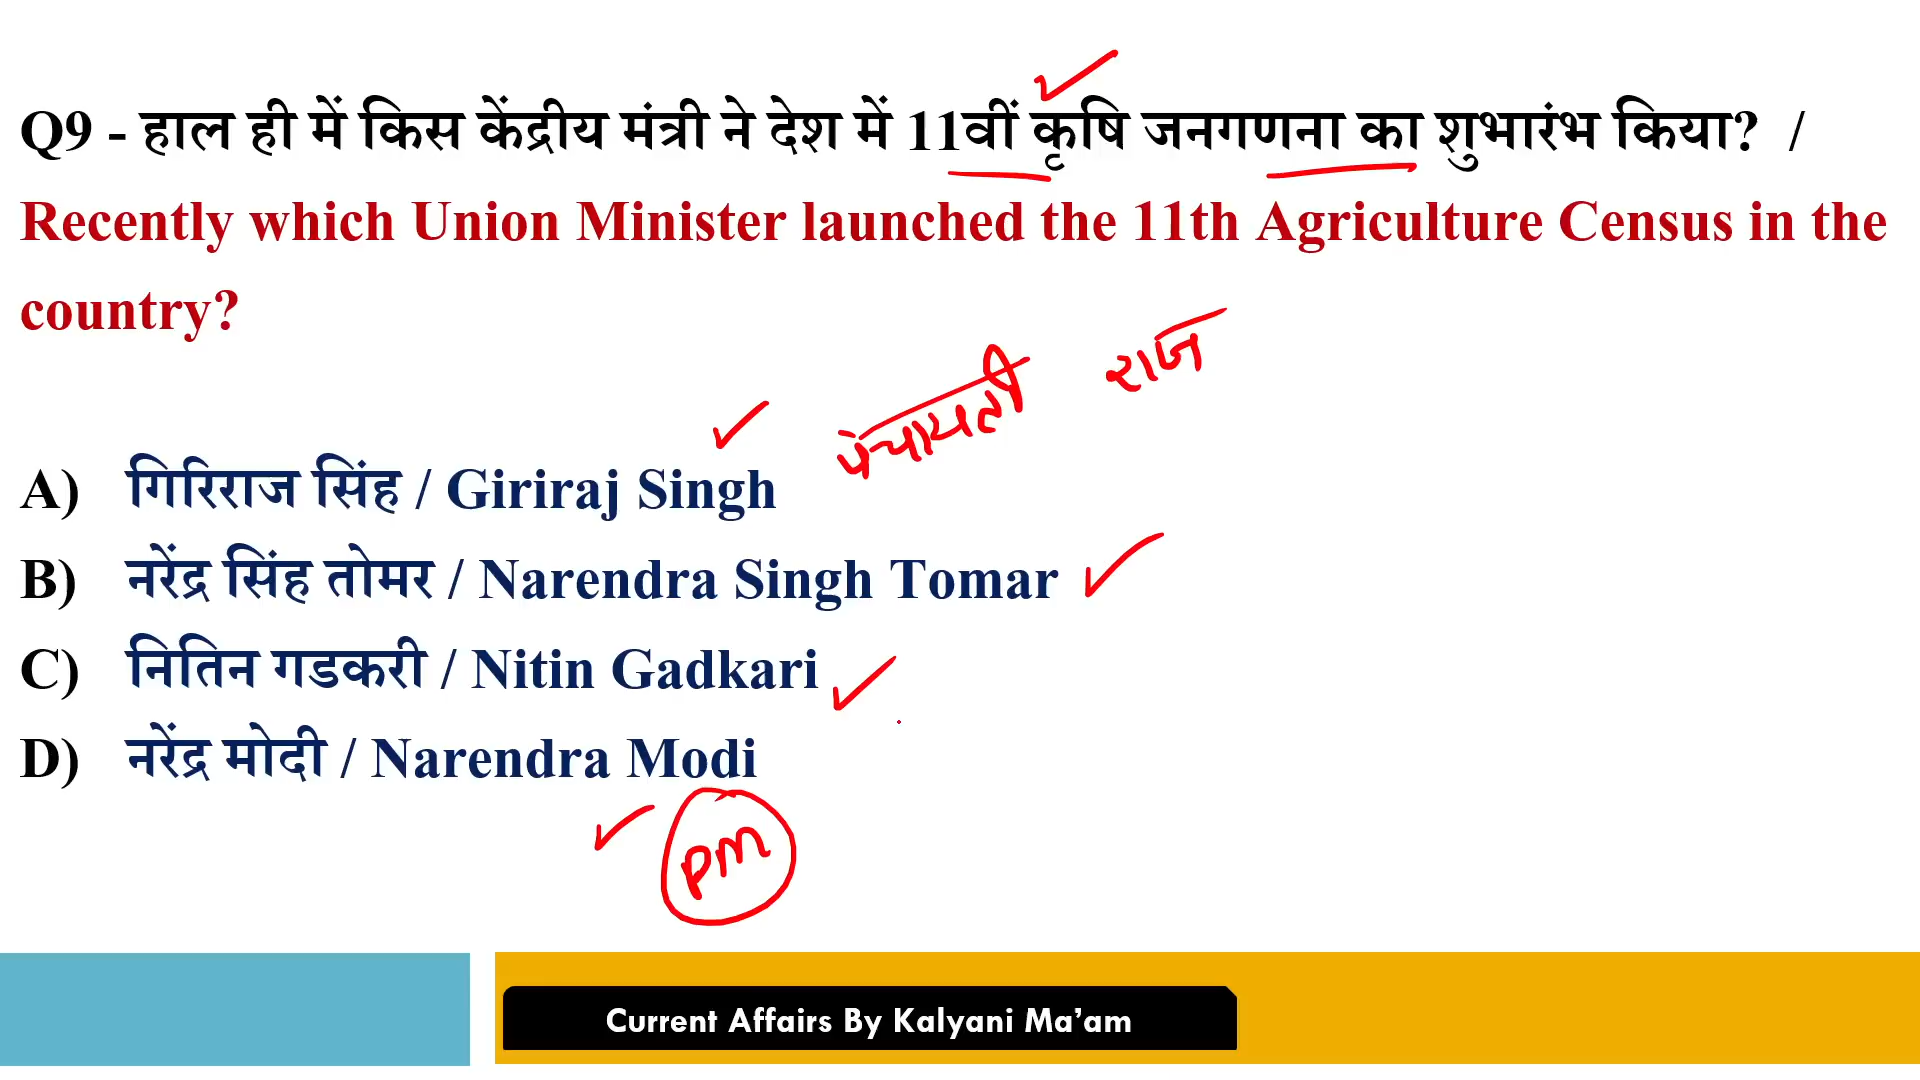 Q9 - हाल ही में किस केंद्रीय मंत्री ने देश में 11वीं कृषि जनगणना का शुभारंभ किया? /
Recently which Union Minister launched the 11th Agriculture Census in the
country?
पंचायती राज
A) गिरिराज सिंह / Giriraj Singh
B) नरेंद्र सिंह तोमर / Narendra Singh Tomar
C) नितिन गडकरी / Nitin Gadkari
D) नरेंद्र मोदी / Narendra Modi
PM
Current Affairs By Kalyani Ma’am